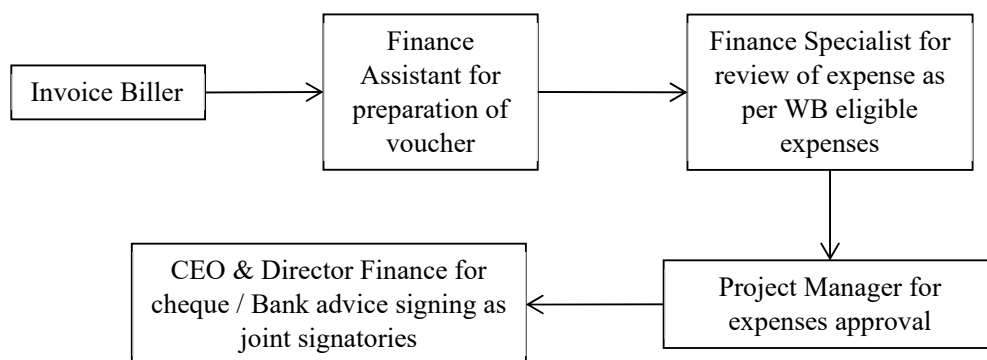 Invoice Biller
Finance
Assistant for
preparation of
voucher
Finance Specialist for
review of expense as
per WB eligible
expenses
Project Manager for
expenses approval
CEO & Director Finance for
cheque / Bank advice signing as
joint signatories